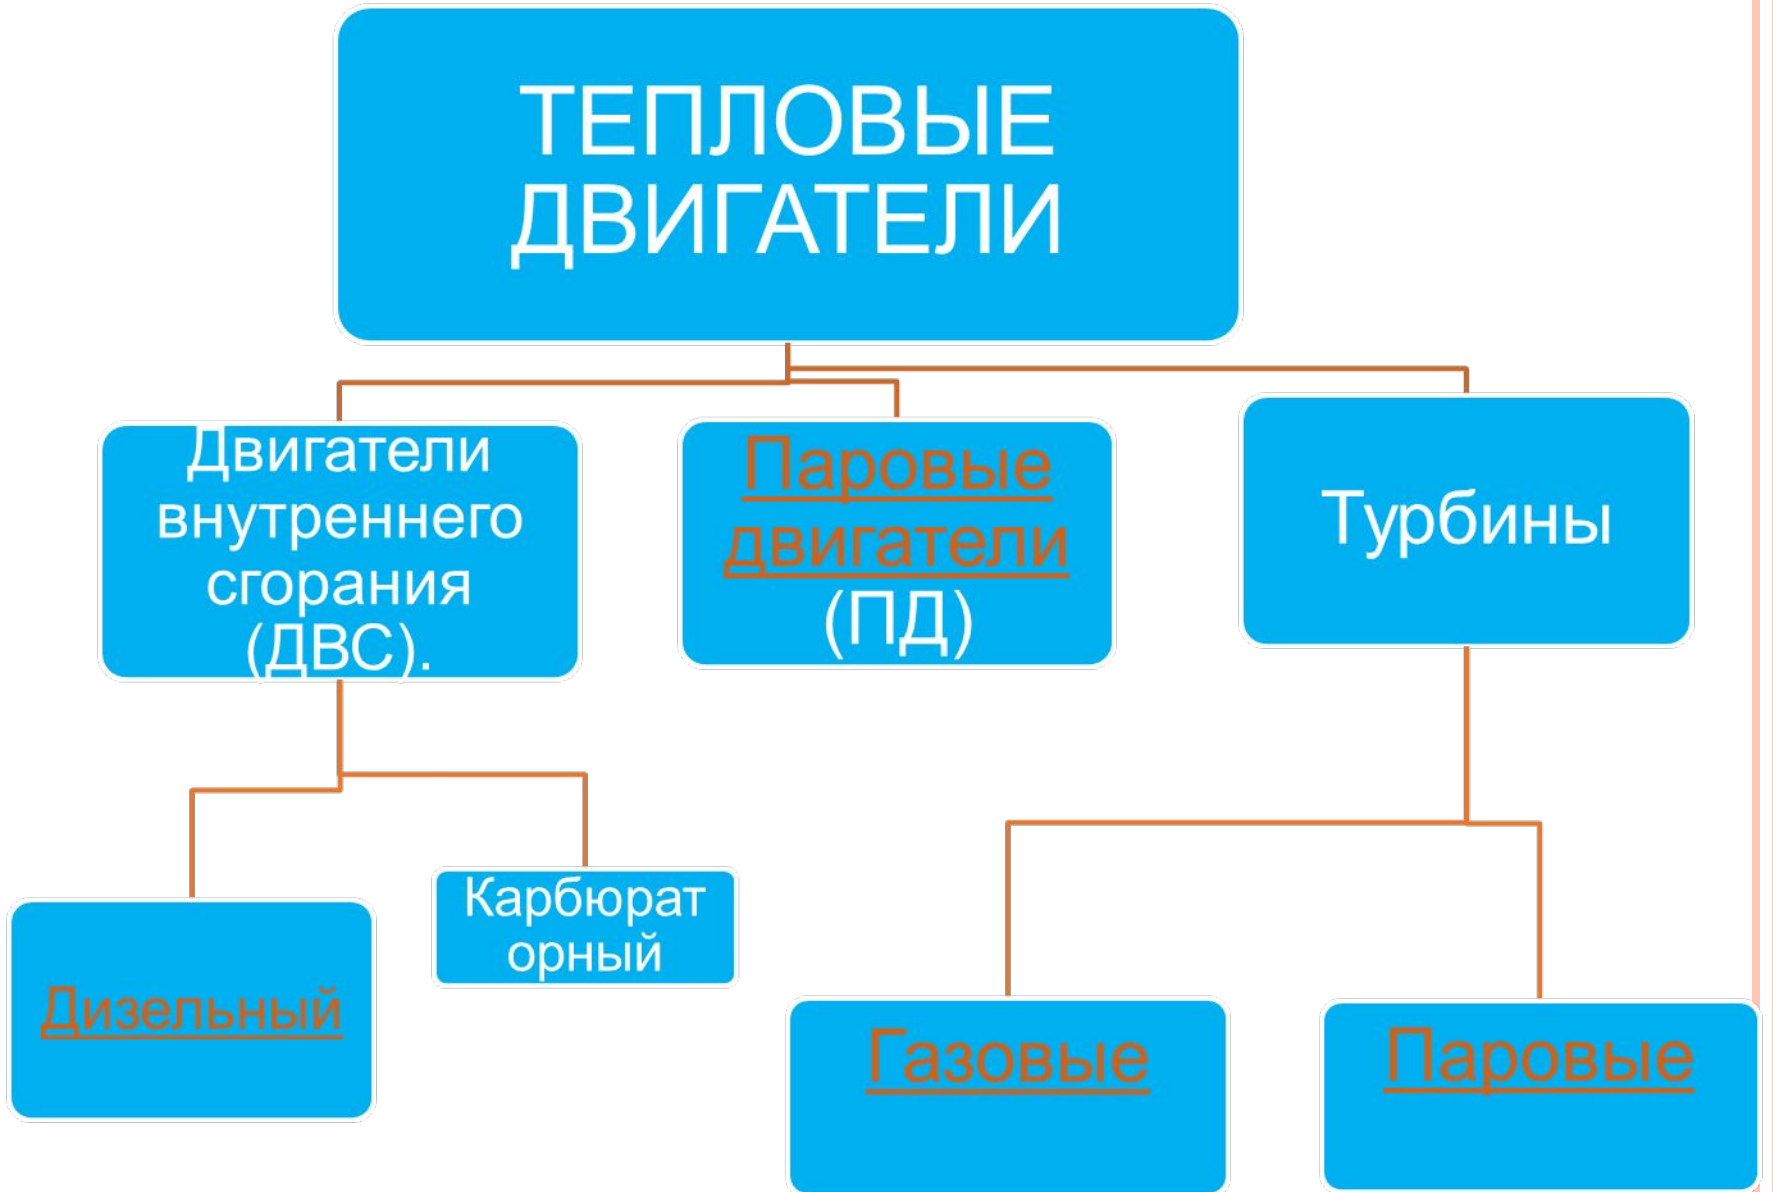 ТЕПЛОВЫЕ
ДВИГАТЕЛИ
Двигатели
внутреннего
сгорания
(ДВС).
Паровые
двигатели
(ПД)
Турбины
Дизельный
Карбюрат
орный
Газовые
Паровые